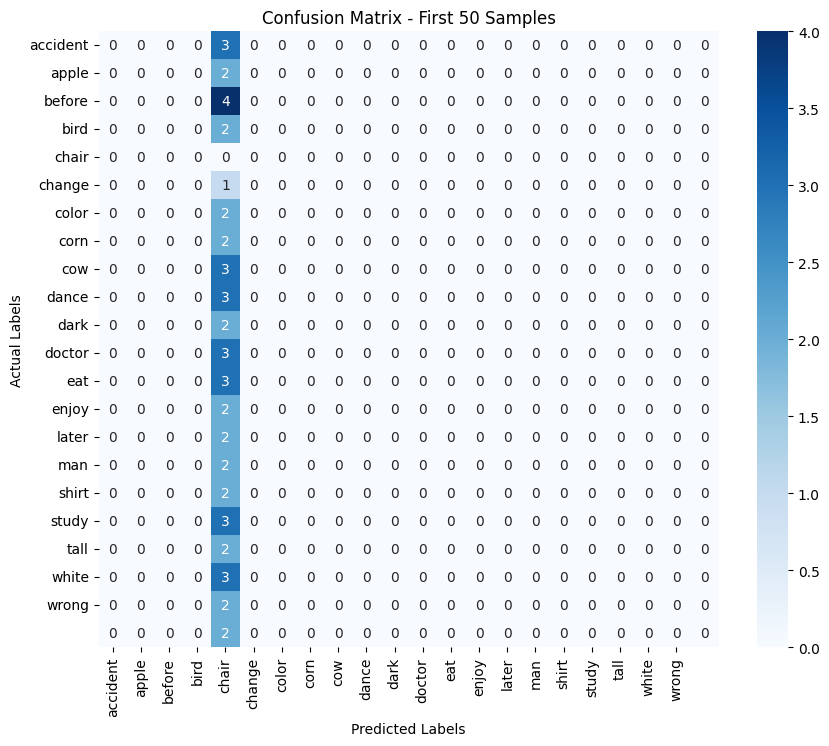 Confusion Matrix - First 50 Samples
accident 0 0 0 0 3 0 0 0 0 0 0 0 0 0 0 0 0 0 0 0 0 0
apple 0 0 0 0 2 0 0 0 0 0 0 0 0 0 0 0 0 0 0 0 0 0
before 0 0 0 0 4 0 0 0 0 0 0 0 0 0 0 0 0 0 0 0 0 0
bird 0 0 0 0 2 0 0 0 0 0 0 0 0 0 0 0 0 0 0 0 0 0
chair 0 0 0 0 0 0 0 0 0 0 0 0 0 0 0 0 0 0 0 0 0 0
change 0 0 0 0 1 0 0 0 0 0 0 0 0 0 0 0 0 0 0 0 0 0
color 0 0 0 0 2 0 0 0 0 0 0 0 0 0 0 0 0 0 0 0 0 0
corn 0 0 0 0 2 0 0 0 0 0 0 0 0 0 0 0 0 0 0 0 0 0
cow 0 0 0 0 3 0 0 0 0 0 0 0 0 0 0 0 0 0 0 0 0 0
dance 0 0 0 0 3 0 0 0 0 0 0 0 0 0 0 0 0 0 0 0 0 0
dark 0 0 0 0 2 0 0 0 0 0 0 0 0 0 0 0 0 0 0 0 0 0
doctor 0 0 0 0 3 0 0 0 0 0 0 0 0 0 0 0 0 0 0 0 0 0
eat 0 0 0 0 3 0 0 0 0 0 0 0 0 0 0 0 0 0 0 0 0 0
enjoy 0 0 0 0 2 0 0 0 0 0 0 0 0 0 0 0 0 0 0 0 0 0
later 0 0 0 0 2 0 0 0 0 0 0 0 0 0 0 0 0 0 0 0 0 0
man 0 0 0 0 2 0 0 0 0 0 0 0 0 0 0 0 0 0 0 0 0 0
shirt 0 0 0 0 2 0 0 0 0 0 0 0 0 0 0 0 0 0 0 0 0 0
study 0 0 0 0 3 0 0 0 0 0 0 0 0 0 0 0 0 0 0 0 0 0
tall 0 0 0 0 2 0 0 0 0 0 0 0 0 0 0 0 0 0 0 0 0 0
white 0 0 0 0 3 0 0 0 0 0 0 0 0 0 0 0 0 0 0 0 0 0
wrong 0 0 0 0 2 0 0 0 0 0 0 0 0 0 0 0 0 0 0 0 0 0
0 0 0 0 2 0 0 0 0 0 0 0 0 0 0 0 0 0 0 0 0 0
accident apple before bird chair change color corn cow dance dark doctor eat enjoy later man shirt study tall white wrong
Predicted Labels
Actual Labels
4.0
3.5
3.0
2.5
2.0
1.5
1.0
0.5
0.0